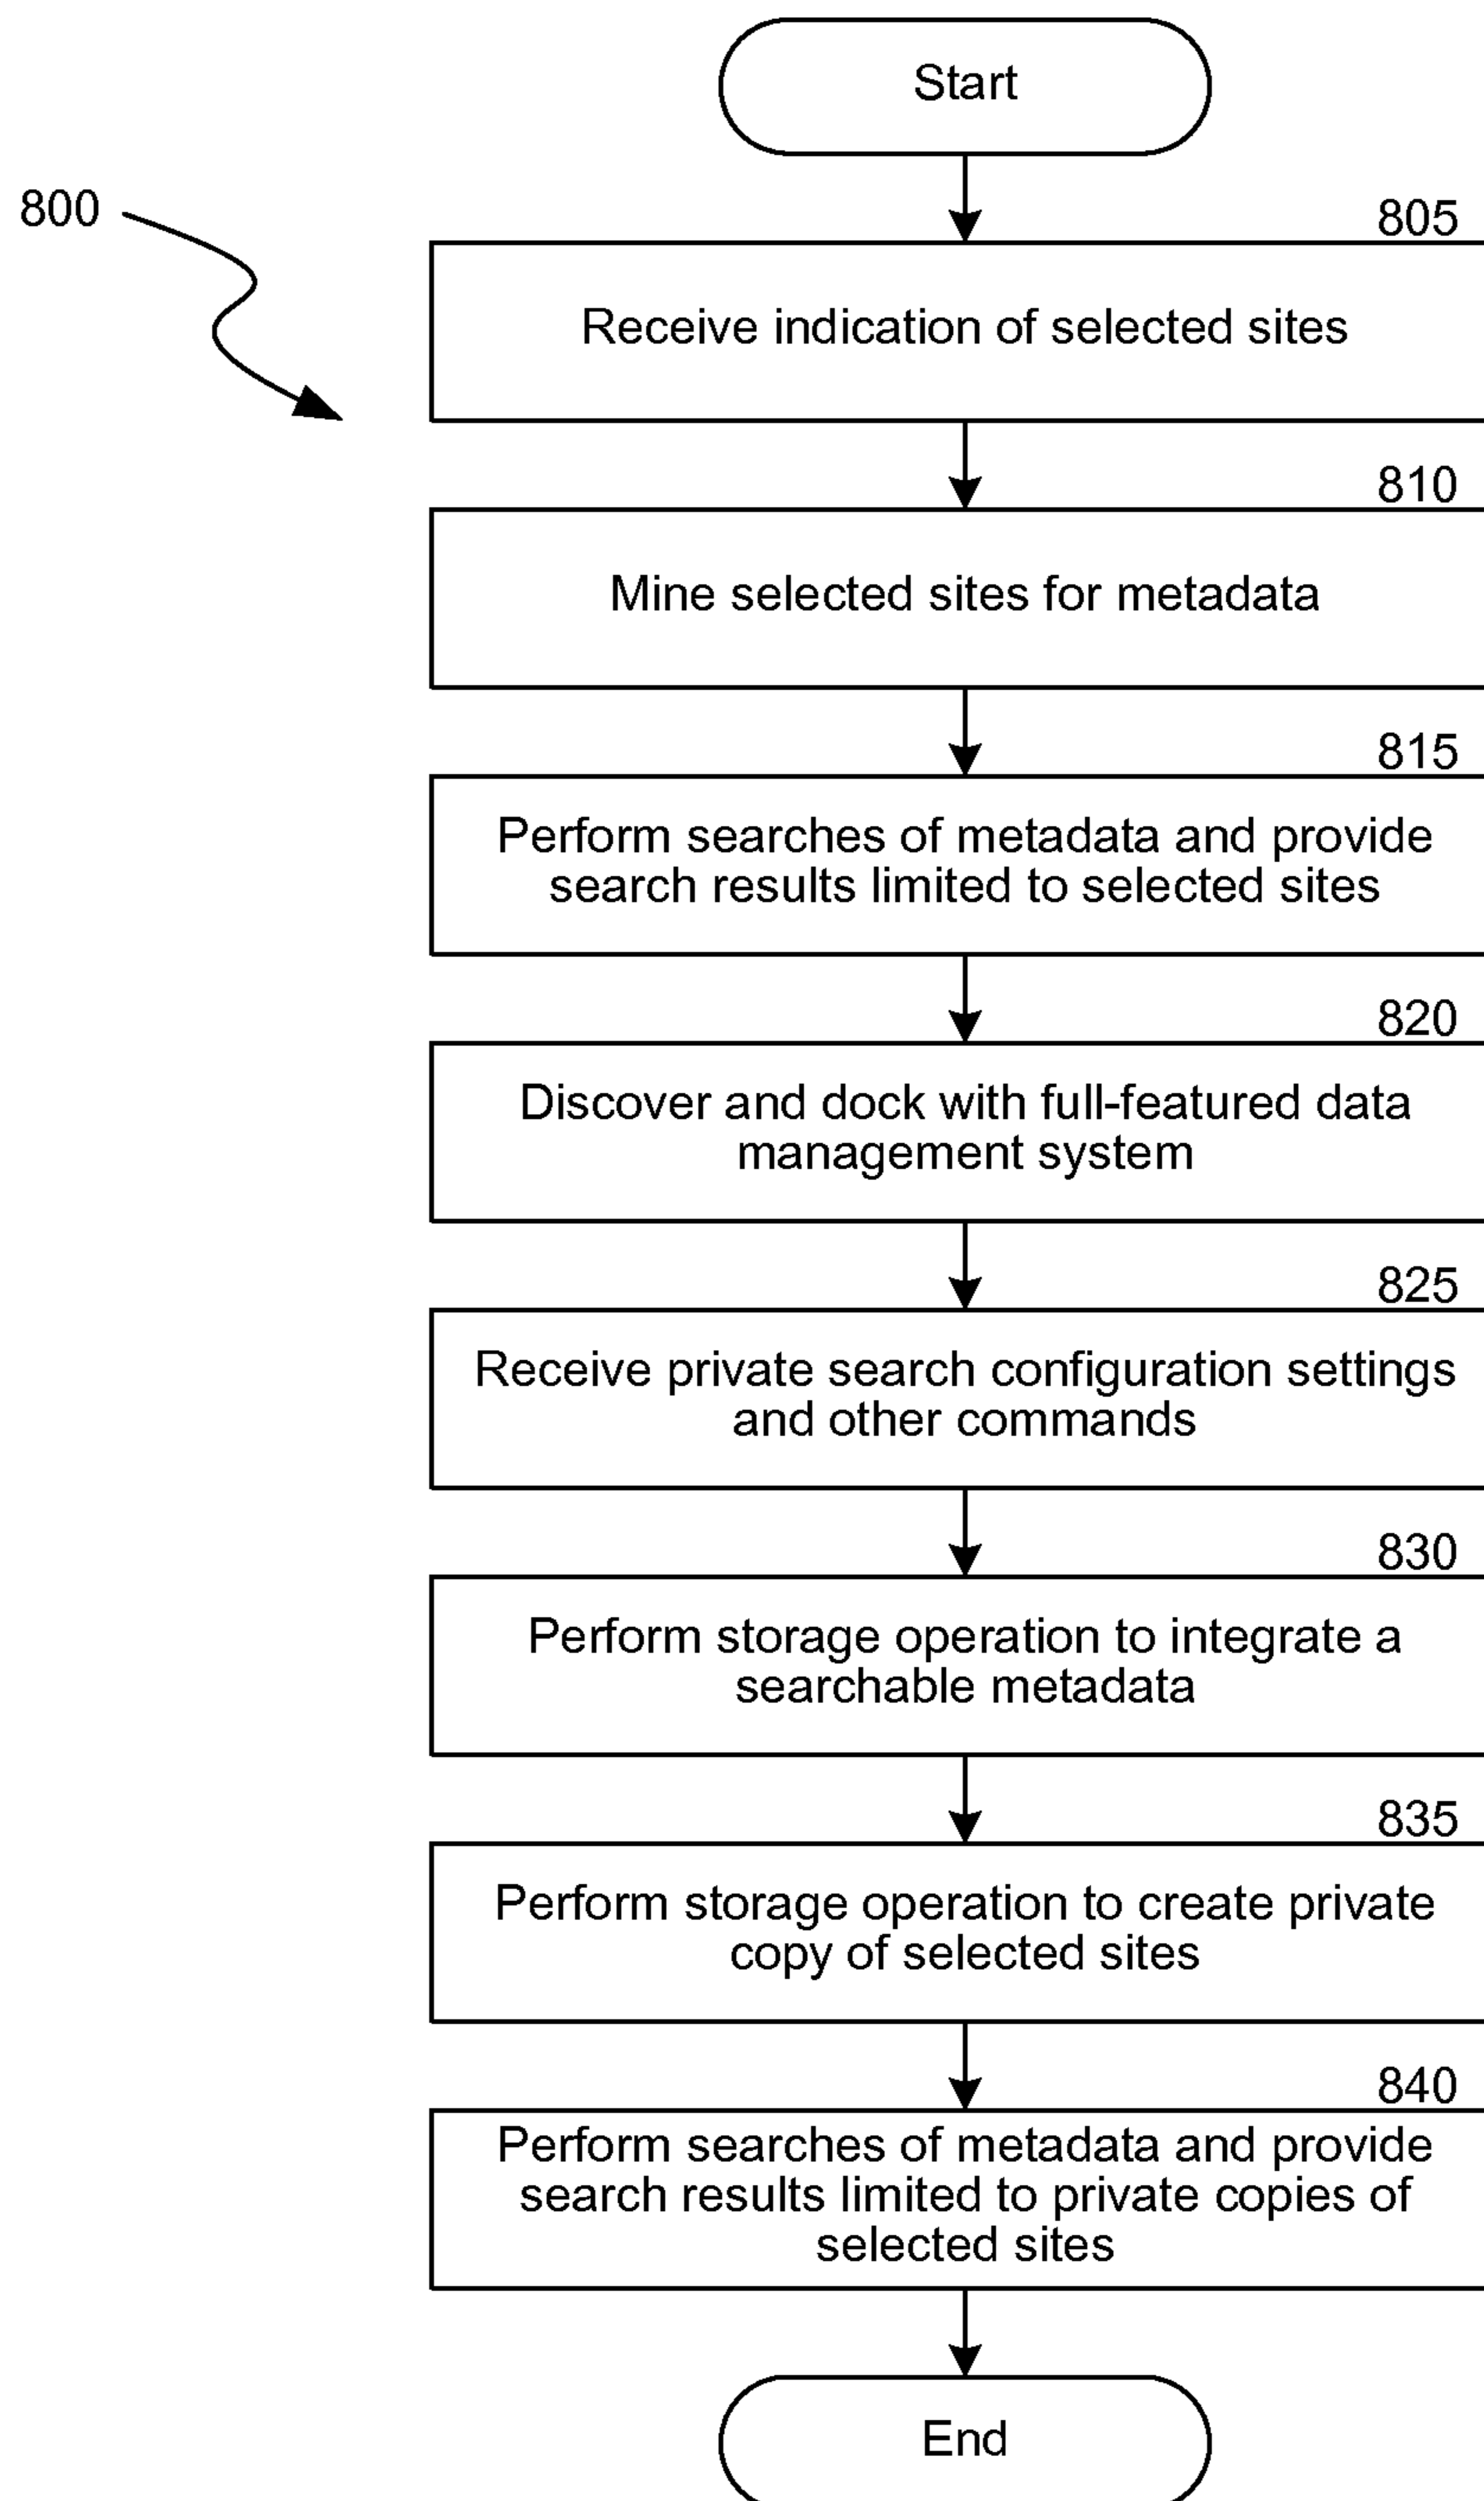 Start
800
805
Receive indication of selected sites
810
Mine selected sites for metadata
815
Perform searches of metadata and provide
search results limited to selected sites
820
Discover and dock with full-featured data
management system
825
Receive private search configuration settings
and other commands
830
Perform storage operation to integrate a
searchable metadata
835
Perform storage operation to create private
copy of selected sites
840
Perform searches of metadata and provide
search results limited to private copies of
selected sites
End